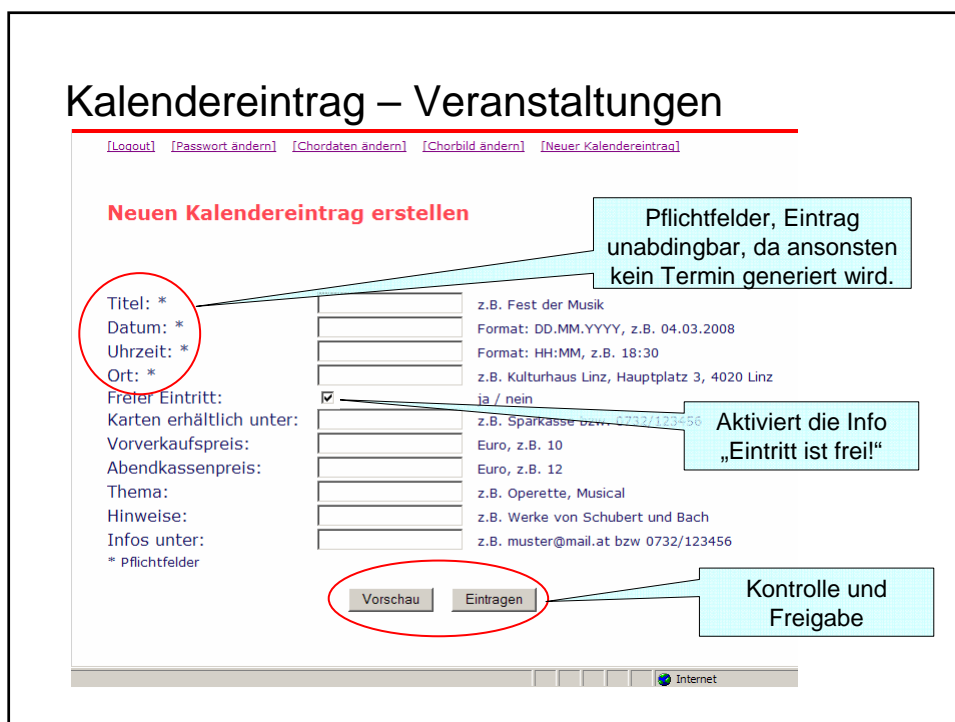 Kalendereintrag – Veranstaltungen
[Logout] [Passwort ändern] [Chordaten ändern] [Chorbild ändern] [Neuer Kalendereintrag]
Neuen Kalendereintrag erstellen
Pflichtfelder, Eintrag
unabdingbar, da ansonsten
kein Termin generiert wird.
Titel: * z.B. Fest der Musik
Datum: * Format: DD.MM.YYYY, z.B. 04.03.2008
Uhrzeit: * Format: HH:MM, z.B. 18:30
Ort: * z.B. Kulturhaus Linz, Hauptplatz 3, 4020 Linz
Freier Eintritt: ja / nein
Karten erhältlich unter: z.B. Sparkasse bzw. 0732/123456
Aktiviert die Info
„Eintritt ist frei!“
Vorverkaufspreis: Euro, z.B. 10
Abendkassenpreis: Euro, z.B. 12
Thema: z.B. Operette, Musical
Hinweise: z.B. Werke von Schubert und Bach
Infos unter: z.B. muster@mail.at bzw 0732/123456
* Pflichtfelder
Vorschau Eintragen
Kontrolle und
Freigabe
Internet